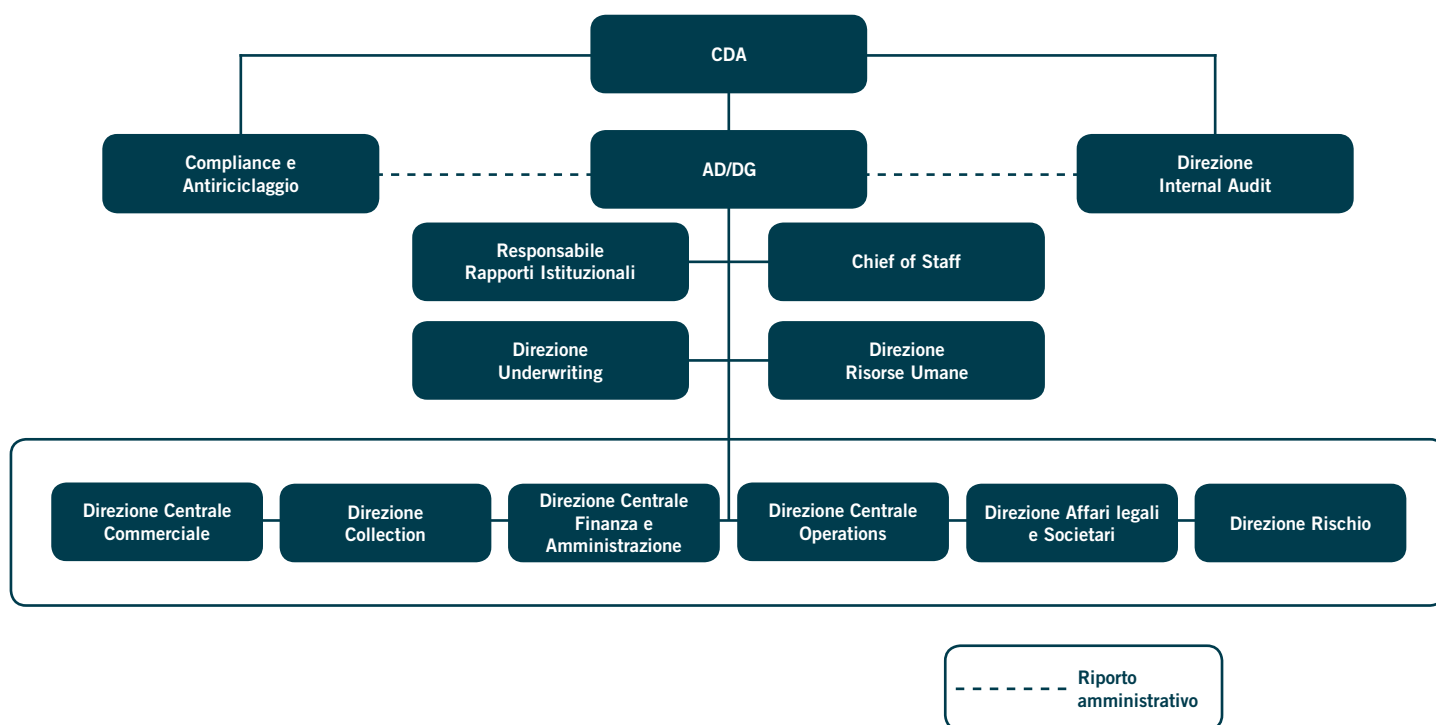 CDA
Compliance e
Antiriciclaggio
AD/DG
Direzione
Internal Audit
Responsabile
Rapporti Istituzionali
Chief of Staff
Direzione
Underwriting
Direzione
Risorse Umane
Direzione Centrale
Commerciale
Direzione
Collection
Direzione Centrale
Finanza e
Amministrazione
Direzione Centrale
Operations
Direzione Affari legali
e Societari
Direzione Rischio
Riporto
amministrativo